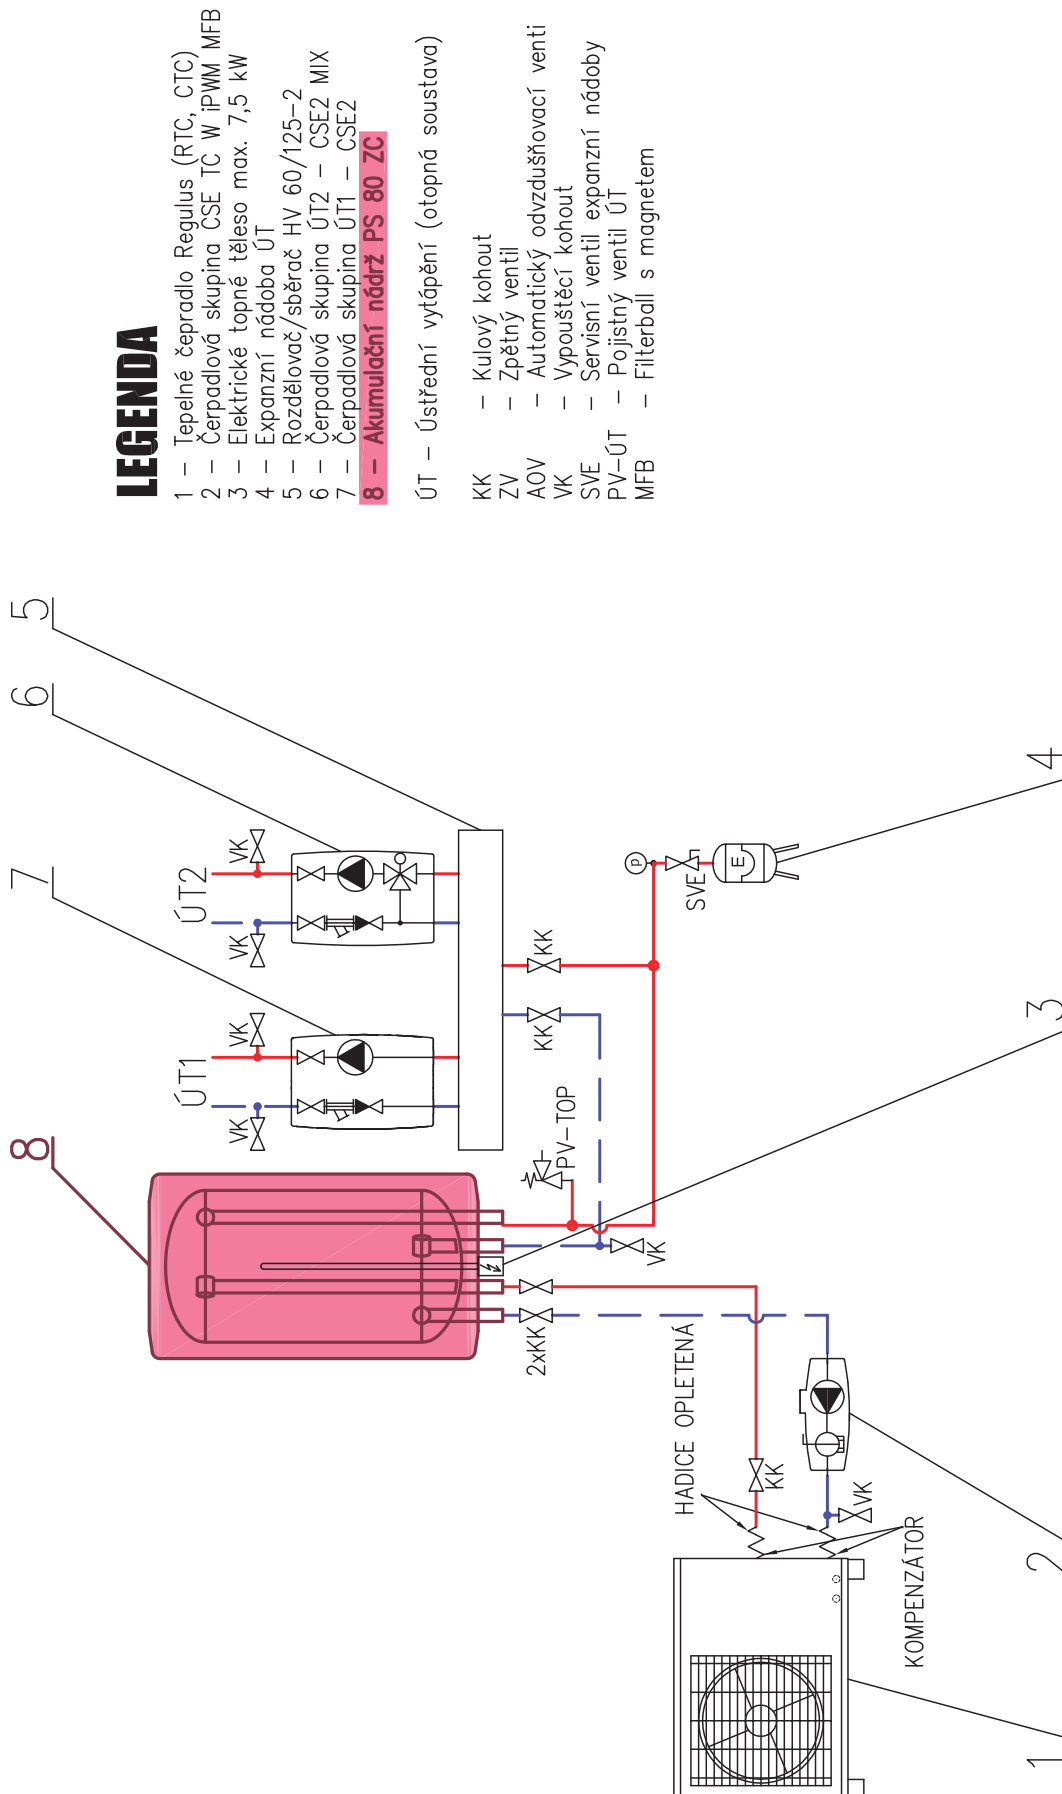 LEGENDA
1 – Tepelné čepradlo Regulus (RTC, CTC)
2 – Čerpadlová skupina CSE TC W iPWM MFB
3 – Elektrické topné těleso max. 7,5 kW
4 – Expanzní nádoba ÚT
5 – Rozdělovač/sběrač HV 60/125–2
6 – Čerpadlová skupina ÚT2 – CSE2 MIX
7 – Čerpadlová skupina ÚT1 – CSE2
8 – Akumulační nádrž PS 80 ZC
ÚT – Ústřední vytápění (otopná soustava)
KK – Kulový kohout
ZV – Zpětný ventil
AOV – Automatický odvzdušňovací venti
VK – Vypouštěcí kohout
SVE – Servisní ventil expanzní nádoby
PV–ÚT – Pojistný ventil ÚT
MFB – Filterball s magnetem
8
7
6
5
ÚT1
ÚT2
VK
VK
VK
VK
KK
KK
PV–TOP
p
SVE
E
VK
2xKK
HADICE OPLETENÁ
KK
VK
KOMPENZÁTOR
1
2
3
4